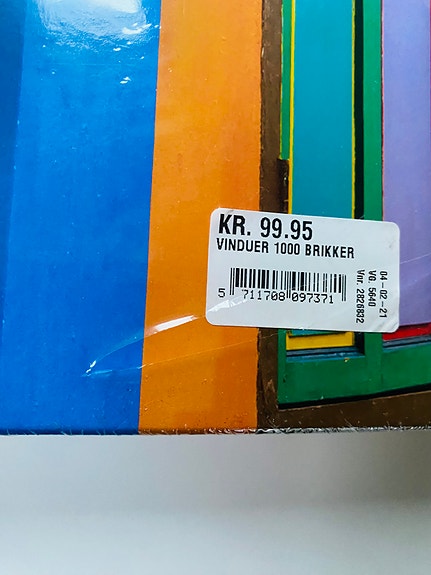 KR. 99.95
VINDUER 1000 BRIKKER
5 711708 097371
04-02-21
VG. 5640
Vnr. 2826832